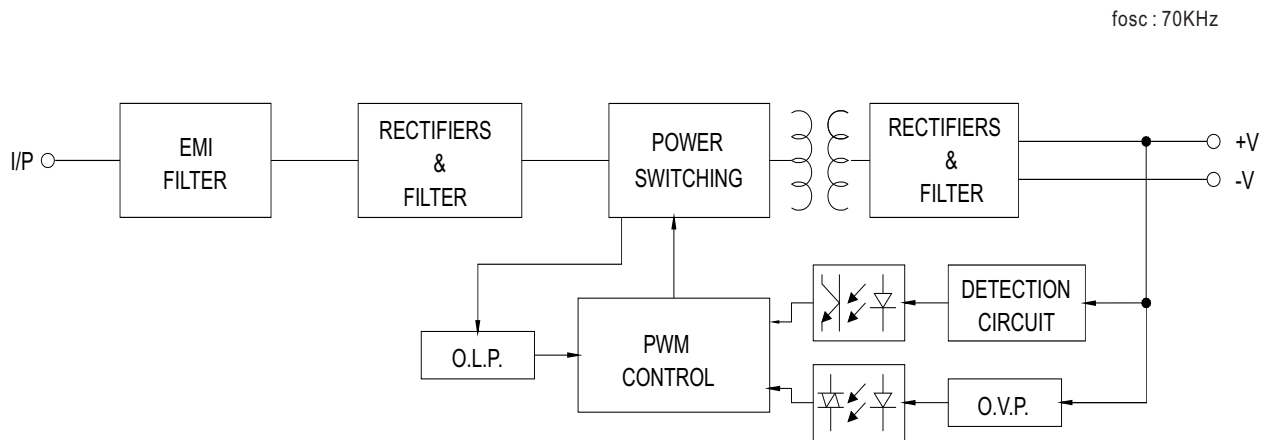 fosc : 70KHz
I/P
EMI
FILTER
RECTIFIERS
&
FILTER
POWER
SWITCHING
RECTIFIERS
&
FILTER
+V
-V
DETECTION
CIRCUIT
O.L.P.
PWM
CONTROL
O.V.P.